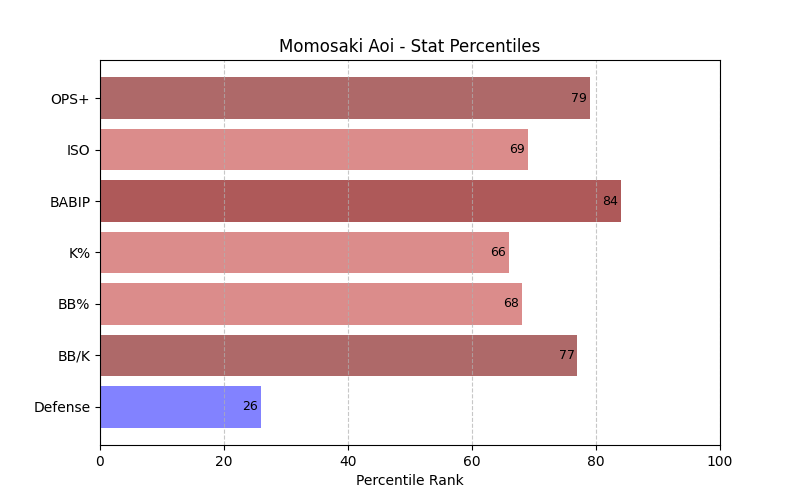 Momosaki Aoi - Stat Percentiles
OPS+ 79
ISO 69
BABIP 84
K% 66
BB% 68
BB/K 77
Defense 26
0 20 40 60 80 100
Percentile Rank